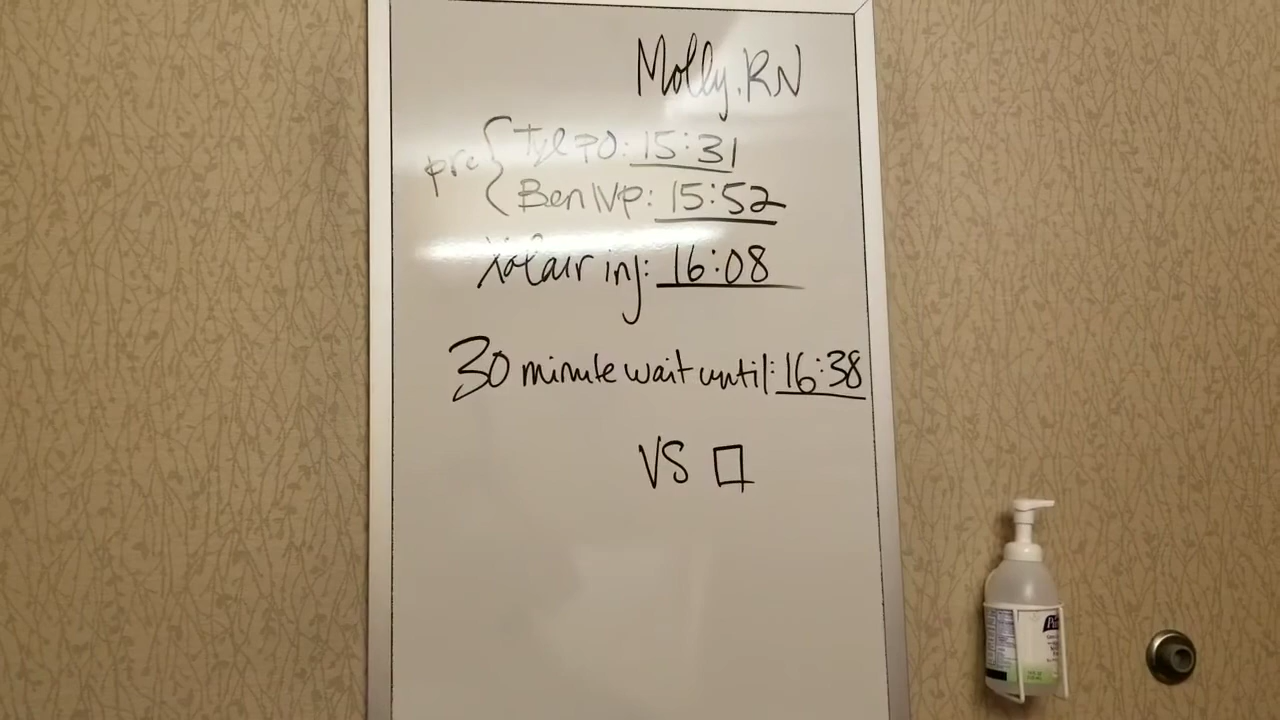 Molly, RN
pre { Tyl PO: 15:31
Ben IVP: 15:52
Xolair inj: 16:08
30 minute wait until: 16:38
VS □